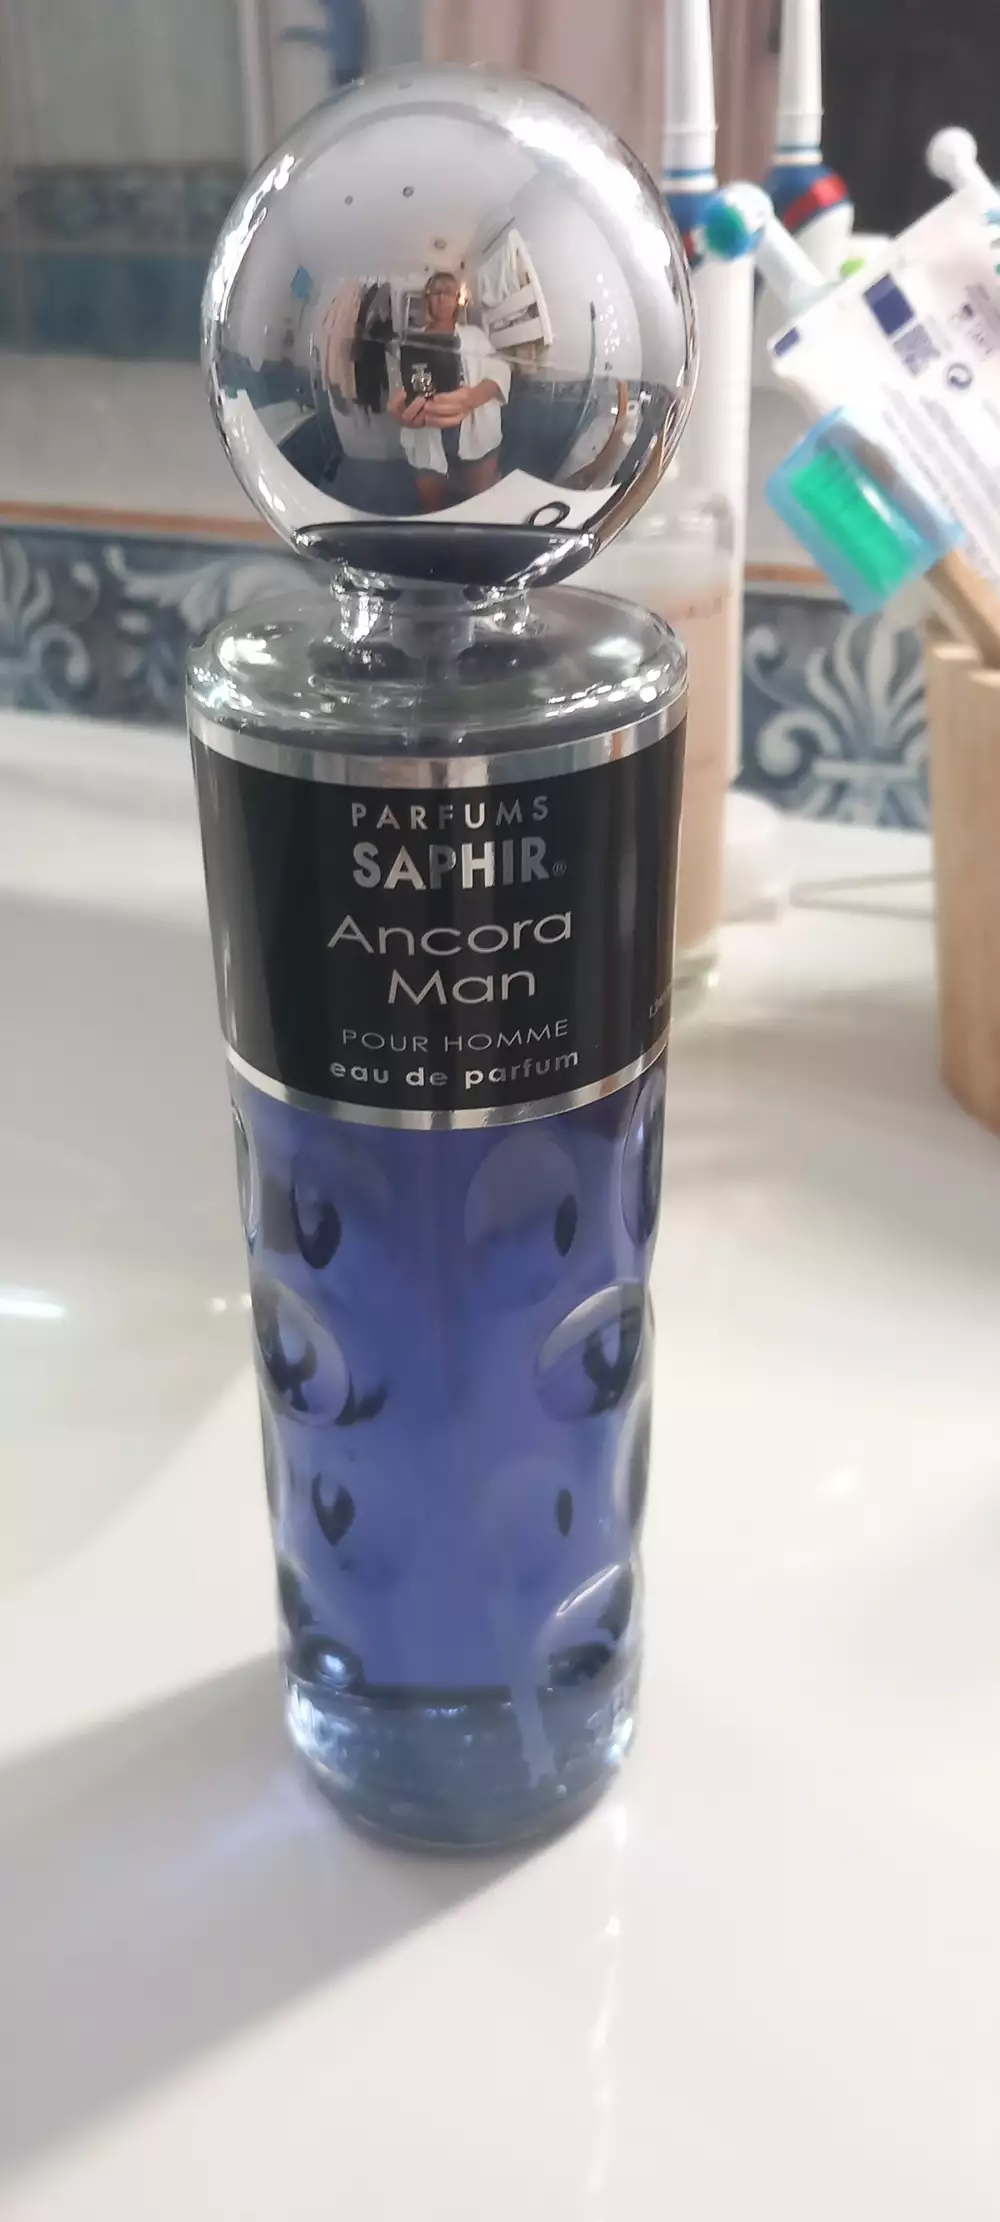 PARFUMS
SAPHIR®
Ancora
Man
POUR HOMME
eau de parfum